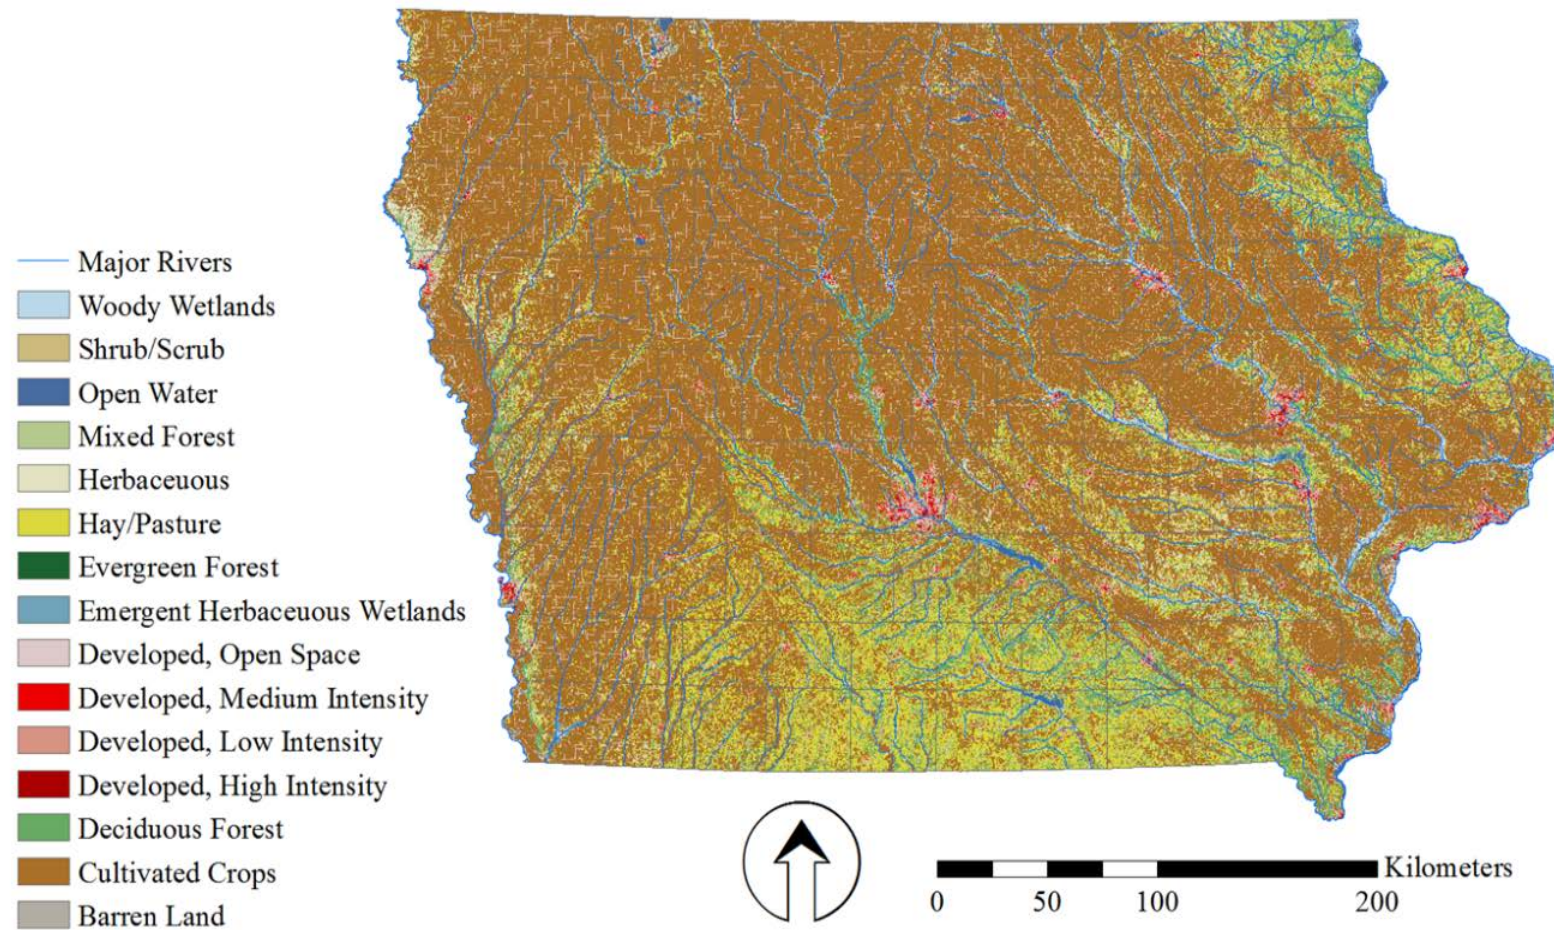 Major Rivers
Woody Wetlands
Shrub/Scrub
Open Water
Mixed Forest
Herbaceuous
Hay/Pasture
Evergreen Forest
Emergent Herbaceuous Wetlands
Developed, Open Space
Developed, Medium Intensity
Developed, Low Intensity
Developed, High Intensity
Deciduous Forest
Cultivated Crops
Barren Land
Kilometers
0 50 100 200